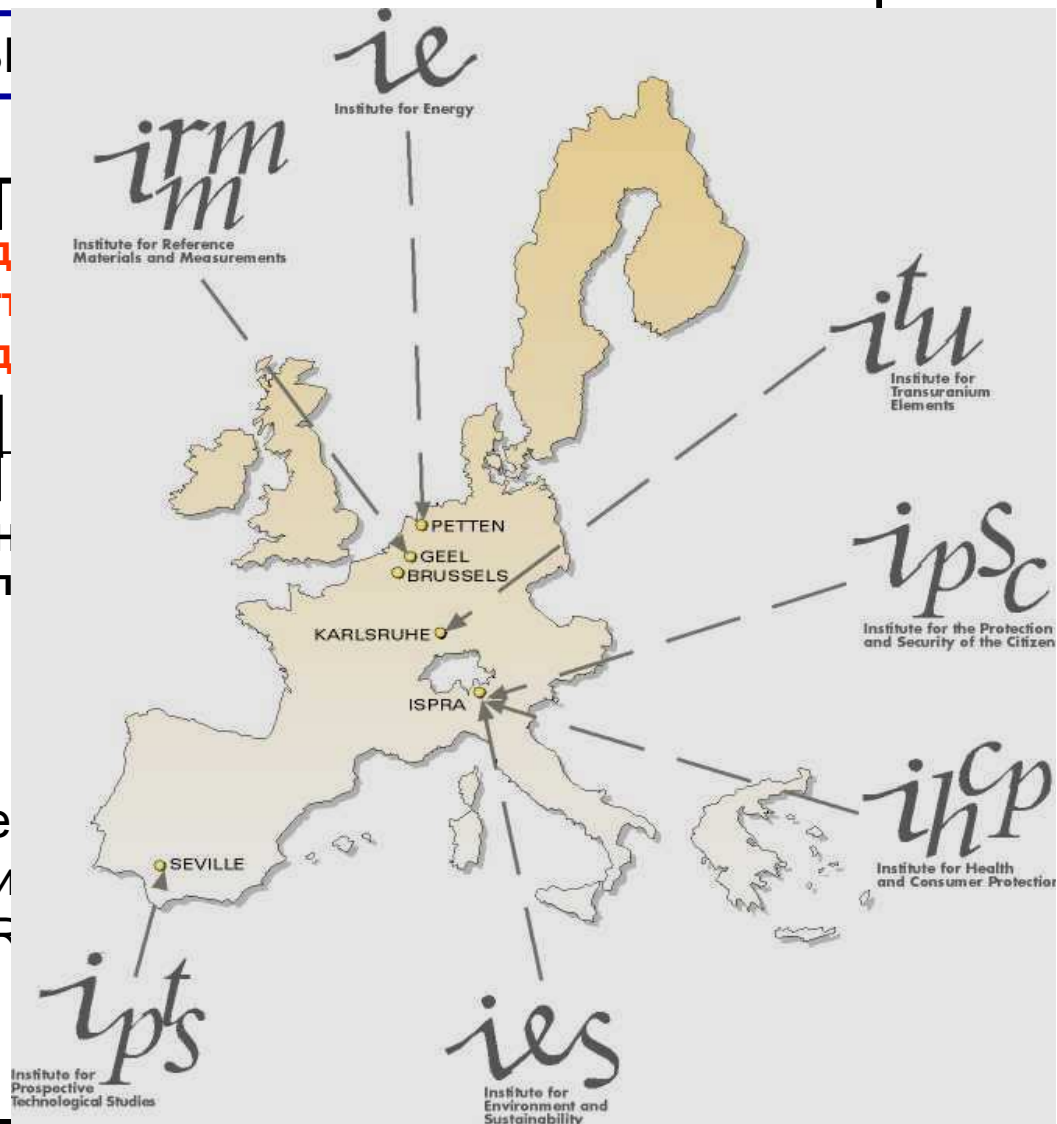 ie
Institute for Energy
irmm
Institute for Reference
Materials and Measurements
itu
Institute for
Transuranium
Elements
PETTEN
GEEL
BRUSSELS
ipsc
Institute for the Protection
and Security of the Citizen
KARLSRUHE
ISPRA
ihcp
Institute for Health
and Consumer Protection
SEVILLE
ipts
Institute for
Prospective
Technological Studies
ies
Institute for
Environment and
Sustainability